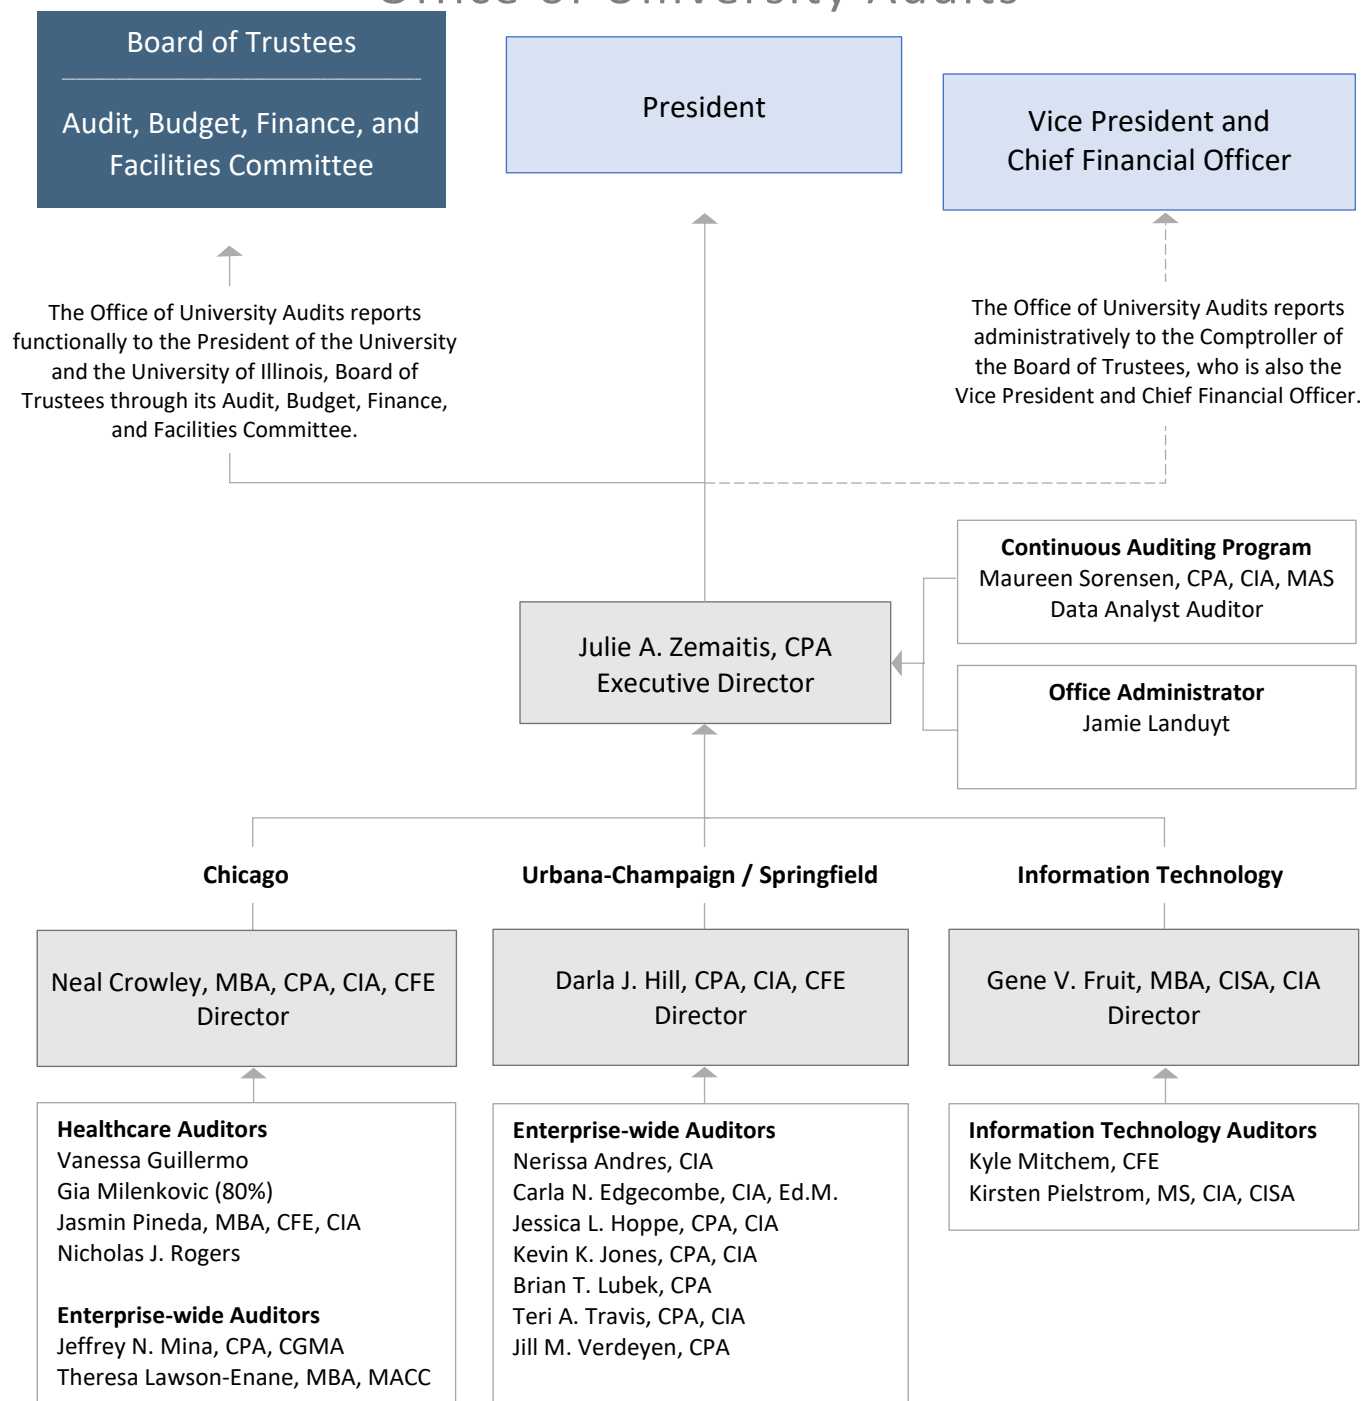 Office of University Audits
Board of Trustees
Audit, Budget, Finance, and
Facilities Committee
President
Vice President and
Chief Financial Officer
The Office of University Audits reports
functionally to the President of the University
and the University of Illinois, Board of
Trustees through its Audit, Budget, Finance,
and Facilities Committee.
The Office of University Audits reports
administratively to the Comptroller of
the Board of Trustees, who is also the
Vice President and Chief Financial Officer.
Continuous Auditing Program
Maureen Sorensen, CPA, CIA, MAS
Data Analyst Auditor
Julie A. Zemaitis, CPA
Executive Director
Office Administrator
Jamie Landuyt
Chicago
Urbana-Champaign / Springfield
Information Technology
Neal Crowley, MBA, CPA, CIA, CFE
Director
Darla J. Hill, CPA, CIA, CFE
Director
Gene V. Fruit, MBA, CISA, CIA
Director
Healthcare Auditors
Vanessa Guillermo
Gia Milenkovic (80%)
Jasmin Pineda, MBA, CFE, CIA
Nicholas J. Rogers
Enterprise-wide Auditors
Jeffrey N. Mina, CPA, CGMA
Theresa Lawson-Enane, MBA, MACC
Enterprise-wide Auditors
Nerissa Andres, CIA
Carla N. Edgecombe, CIA, Ed.M.
Jessica L. Hoppe, CPA, CIA
Kevin K. Jones, CPA, CIA
Brian T. Lubek, CPA
Teri A. Travis, CPA, CIA
Jill M. Verdeyen, CPA
Information Technology Auditors
Kyle Mitchem, CFE
Kirsten Pielstrom, MS, CIA, CISA